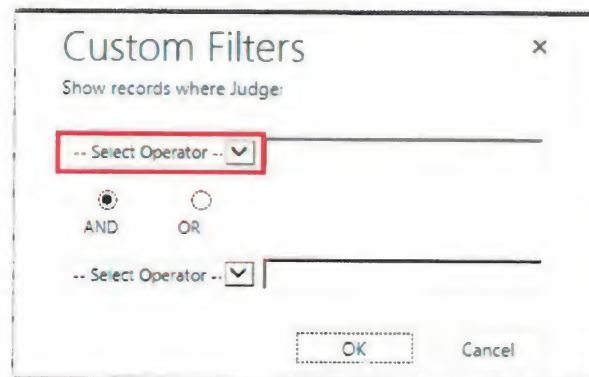 Custom Filters
Show records where Judge:
-- Select Operator --
AND OR
-- Select Operator --
OK Cancel